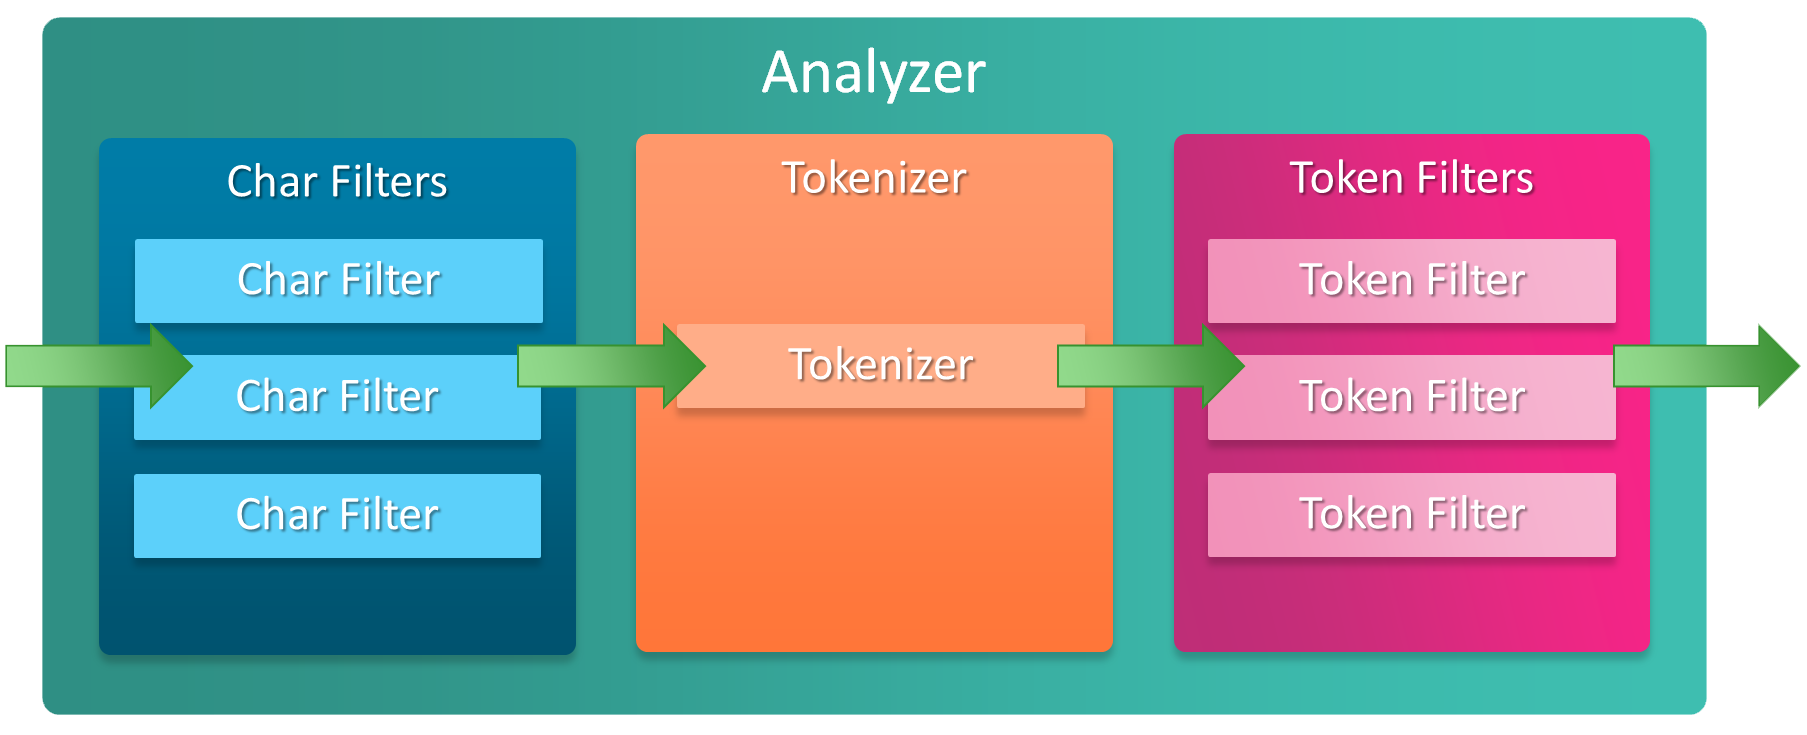 Analyzer
Char Filters
Char Filter
Char Filter
Char Filter
Tokenizer
Tokenizer
Token Filters
Token Filter
Token Filter
Token Filter